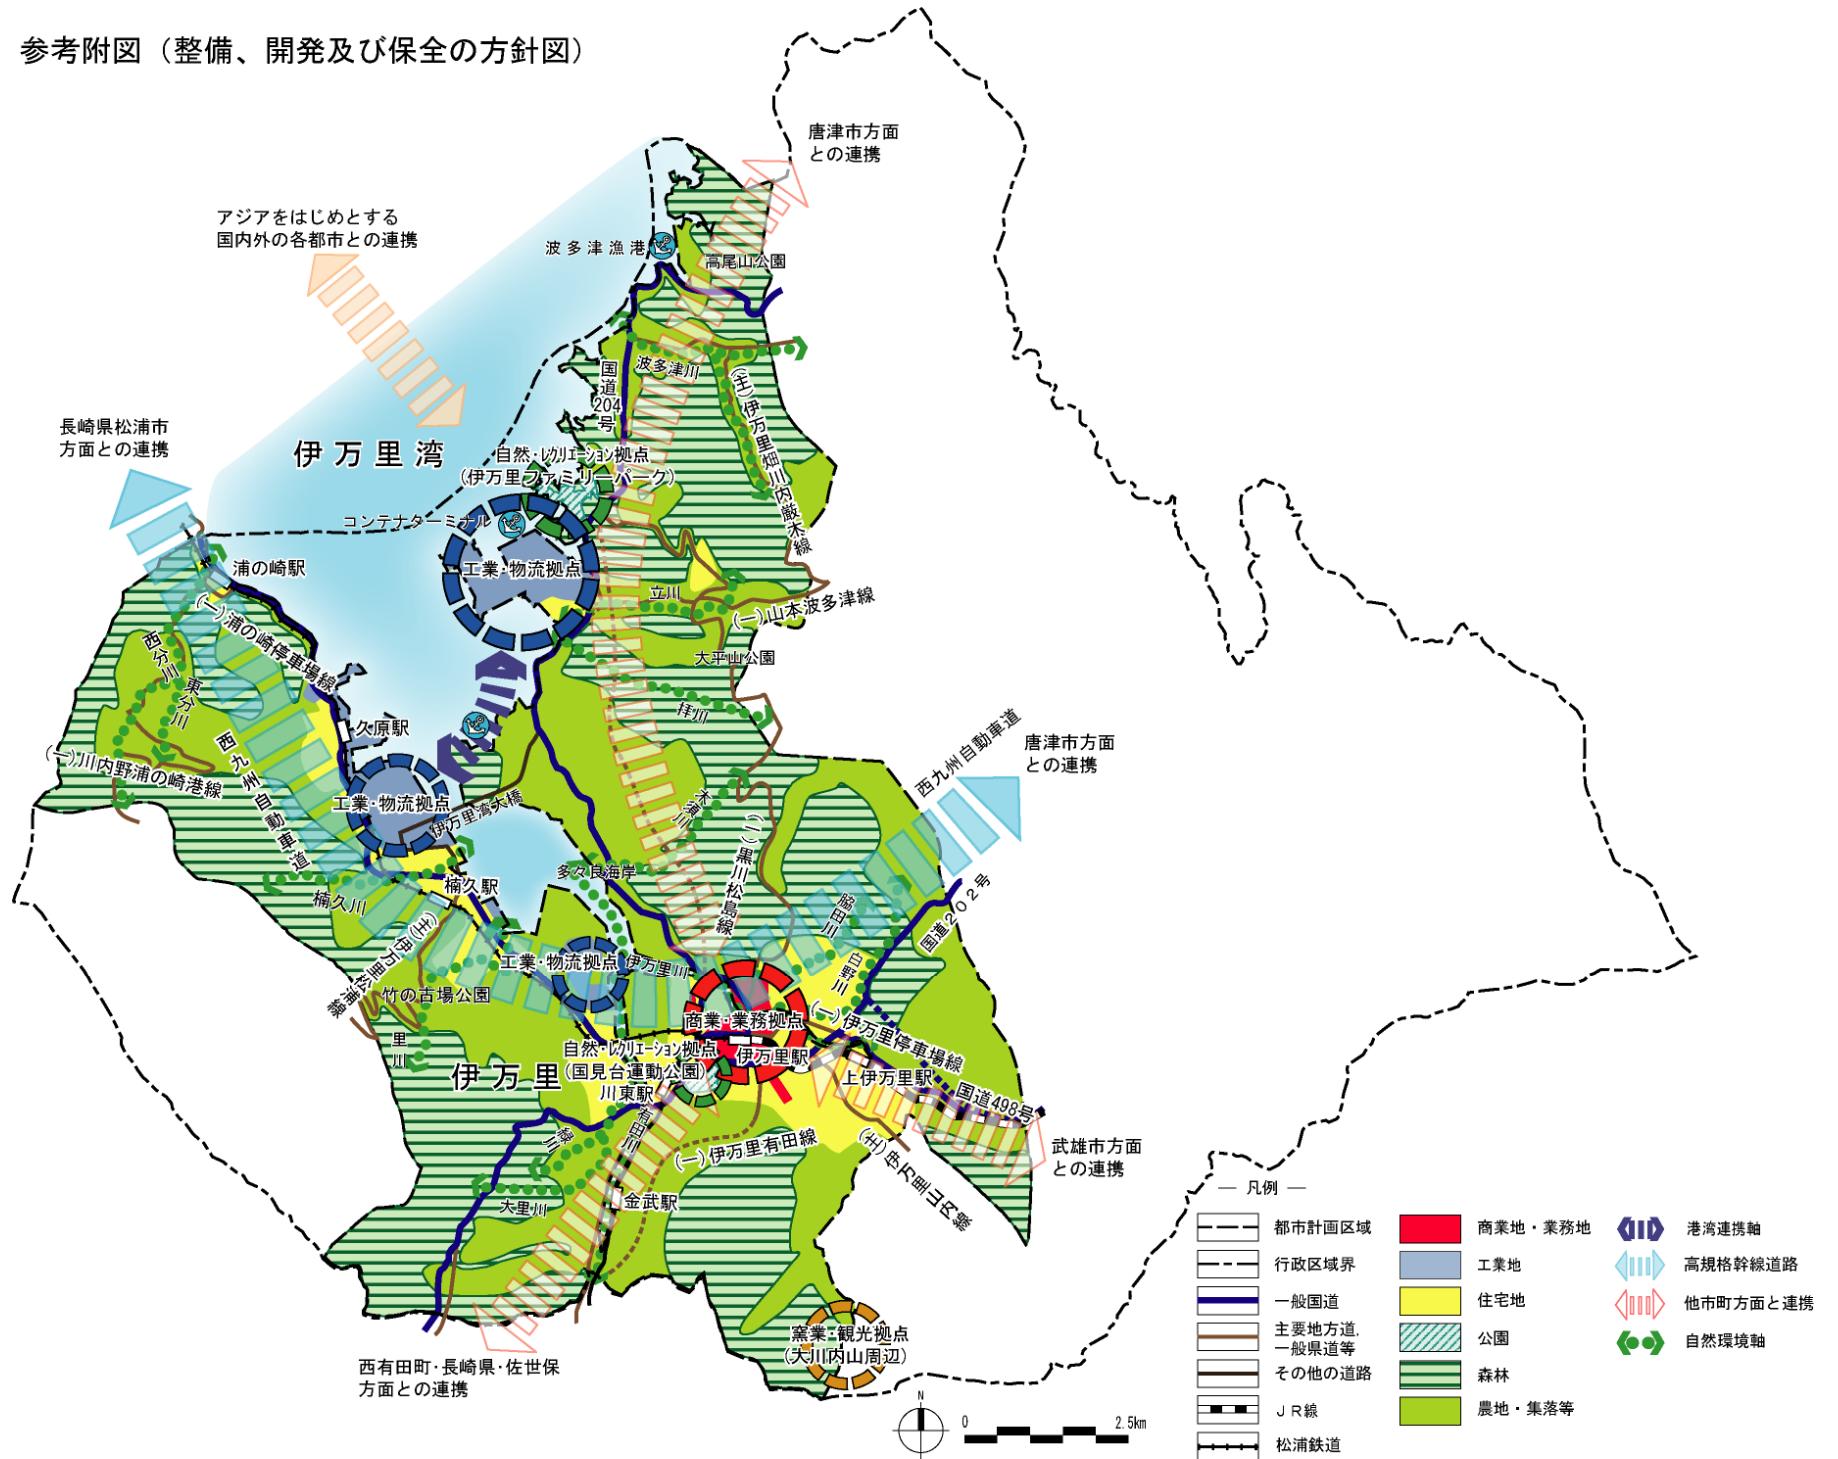 参考附図（整備、開発及び保全の方針図）
唐津市方面
との連携
アジアをはじめとする
国内外の各都市との連携
波多津漁港
高尾山公園
国道204号
波多津川
(主)伊万里畑川内厳木線
長崎県松浦市
方面との連携
伊万里湾
自然・レクリエーション拠点
(伊万里ファミリーパーク)
コンテナターミナル
工業・物流拠点
浦の崎駅
(一)浦の崎停車場線
立川
(一)山本波多津線
西分川
東分川
大平山公園
拝川
久原駅
西九州自動車道
(一)川内野浦の崎港線
西九州自動車道
唐津市方面
との連携
工業・物流拠点
伊万里湾大橋
木須川
(一)黒川松島線
多々良海岸
楠久駅
楠久川
脇田川
国道202号
(主)伊万里松浦線
工業・物流拠点
伊万里川
白野川
竹の古場公園
商業・業務拠点
(一)伊万里停車場線
里川
自然・レクリエーション拠点
(国見台運動公園)
伊万里駅
伊万里
上伊万里駅
川東駅
国道498号
有田川
緑川
(一)伊万里有田線
(主)伊万里山内線
武雄市方面
との連携
大里川
金武駅
窯業・観光拠点
(大川内山周辺)
西有田町・長崎県・佐世保
方面との連携
N
0
2.5km
― 凡例 ―
都市計画区域
行政区域界
一般国道
主要地方道.
一般県道等
その他の道路
ＪＲ線
松浦鉄道
商業地・業務地
工業地
住宅地
公園
森林
農地・集落等
港湾連携軸
高規格幹線道路
他市町方面と連携
自然環境軸